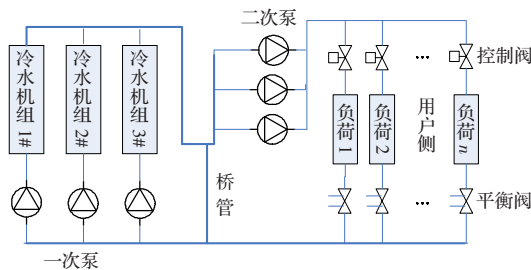 二次泵
冷水机组 1#
冷水机组 2#
冷水机组 3#
控制阀
负荷 1
负荷 2
...
用户侧
负荷 n
桥管
...
平衡阀
一次泵